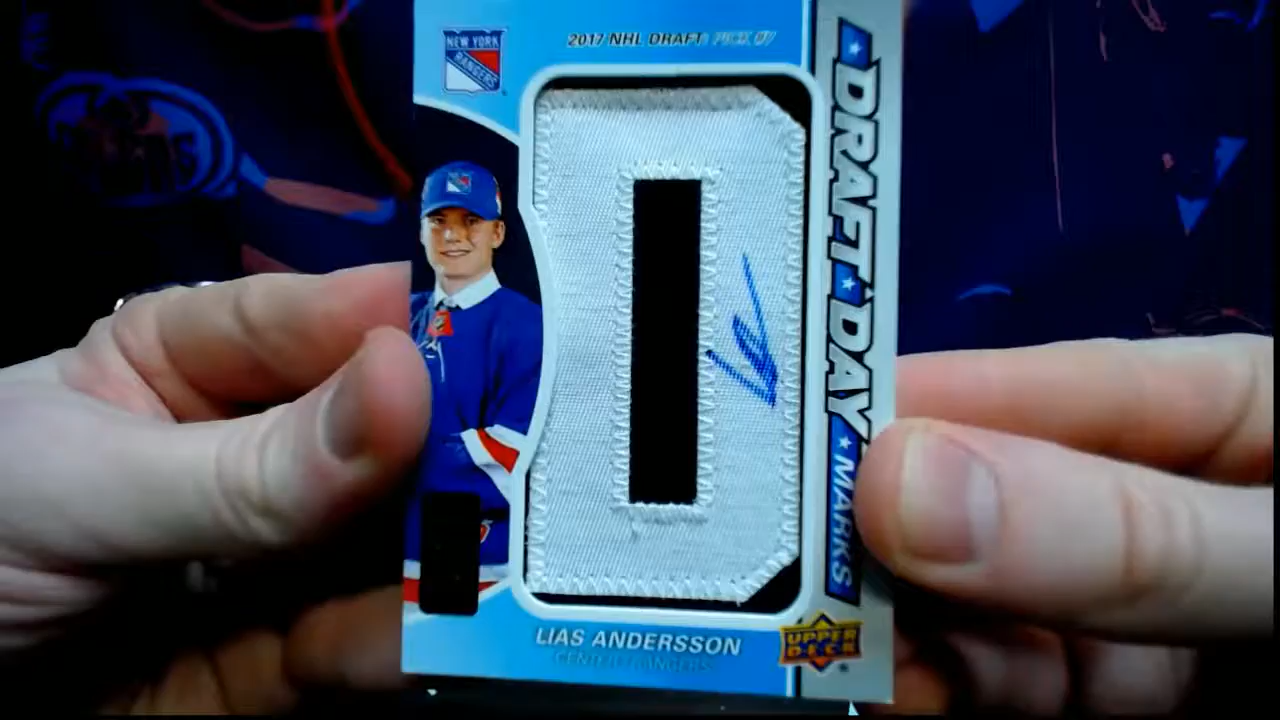 NEW YORK
RANGERS
2017 NHL DRAFT: PICK #7
DRAFT DAY
MARKS
D
LIAS ANDERSSON
CENTER | RANGERS
UPPER
DECK